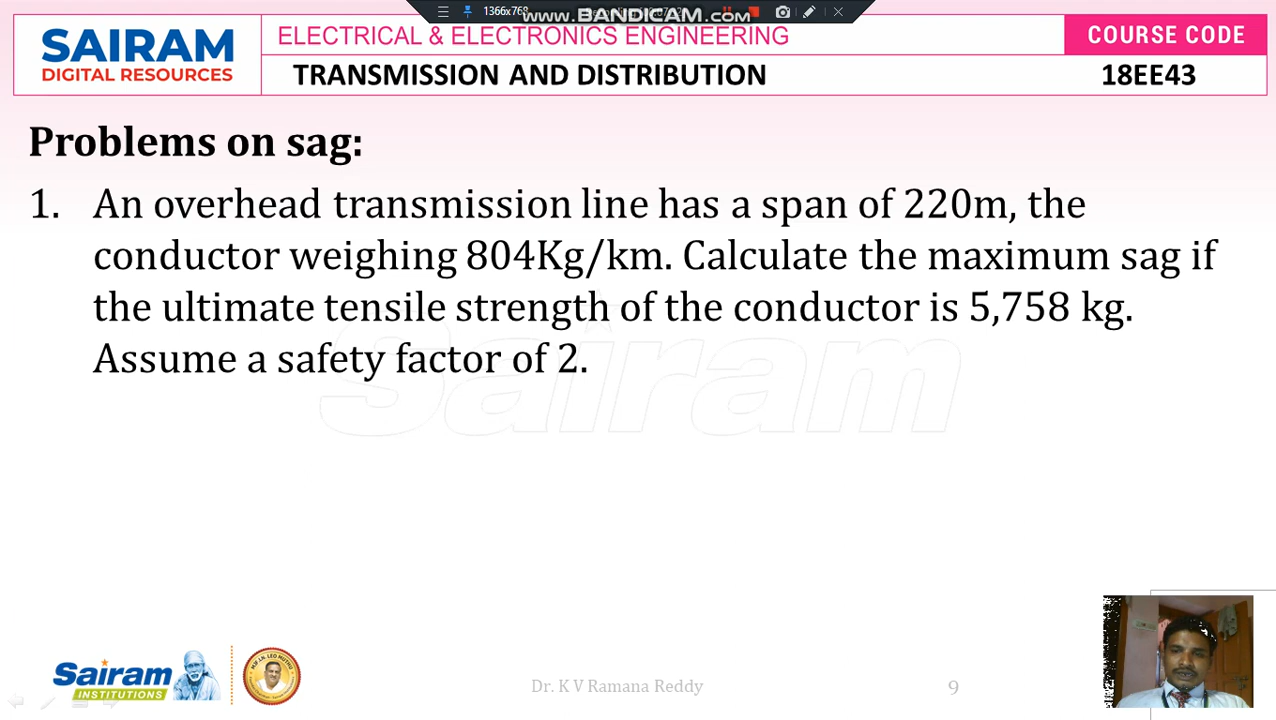 1366x768
www.BANDICAM.com
SAIRAM
DIGITAL RESOURCES
ELECTRICAL & ELECTRONICS ENGINEERING
COURSE CODE
TRANSMISSION AND DISTRIBUTION
18EE43
Problems on sag:
1. An overhead transmission line has a span of 220m, the
conductor weighing 804Kg/km. Calculate the maximum sag if
the ultimate tensile strength of the conductor is 5,758 kg.
Assume a safety factor of 2.
Sairam
Sairam
INSTITUTIONS
Dr. K V Ramana Reddy
9